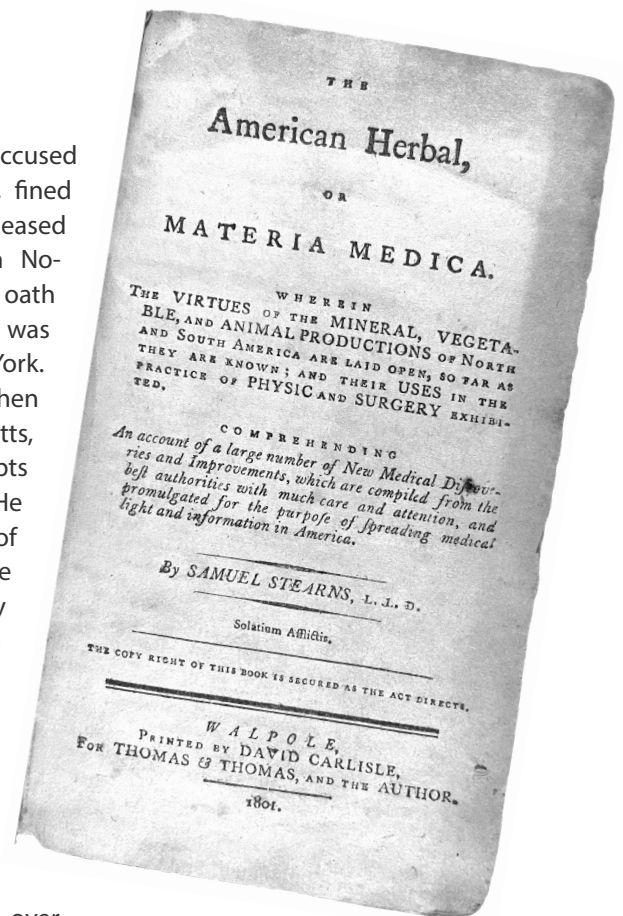 ccused
fined
eased
No-
oath
was
York.
hen
tts,
pts
He
of
e
y
over
THE
American Herbal,
OR
MATERIA MEDICA.
WHEREIN
THE VIRTUES OF THE MINERAL, VEGETA-
BLE, AND ANIMAL PRODUCTIONS OF NORTH
AND SOUTH AMERICA ARE LAID OPEN, SO FAR AS
THEY ARE KNOWN; AND THEIR USES IN THE
PRACTICE OF PHYSIC AND SURGERY EXHIBI-
TED.
COMPREHENDING
An account of a large number of New Medical Diſcove-
ries and Improvements, which are compiled from the
beſt authorities with much care and attention, and
promulgated for the purpoſe of ſpreading medical
light and information in America.
By SAMUEL STEARNS, L. L. D.
Solatium Afflictis.
THE COPY RIGHT OF THIS BOOK IS SECURED AS THE ACT DIRECTS.
WALPOLE,
PRINTED BY DAVID CARLISLE,
FOR THOMAS & THOMAS, AND THE AUTHOR.
1801.